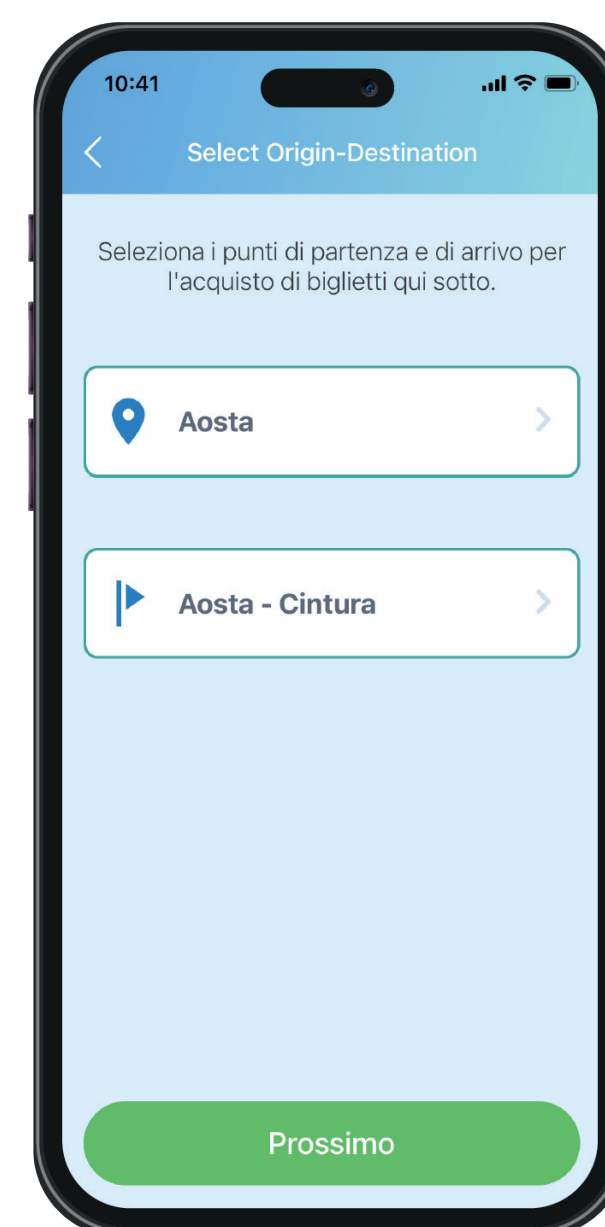 10:41
Select Origin-Destination
Seleziona i punti di partenza e di arrivo per
l'acquisto di biglietti qui sotto.
Aosta
Aosta - Cintura
Prossimo